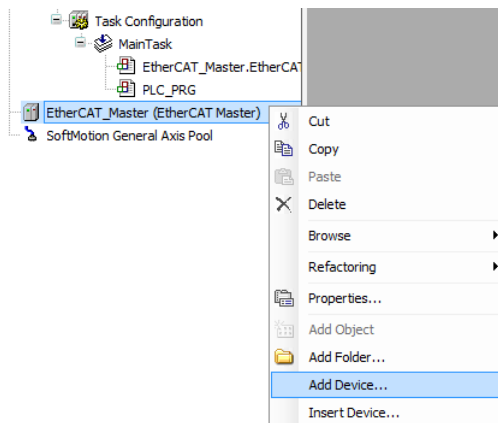 Task Configuration
MainTask
EtherCAT_Master.EtherCAT
PLC_PRG
EtherCAT_Master (EtherCAT Master)
SoftMotion General Axis Pool
Cut
Copy
Paste
Delete
Browse
Refactoring
Properties...
Add Object
Add Folder...
Add Device...
Insert Device...